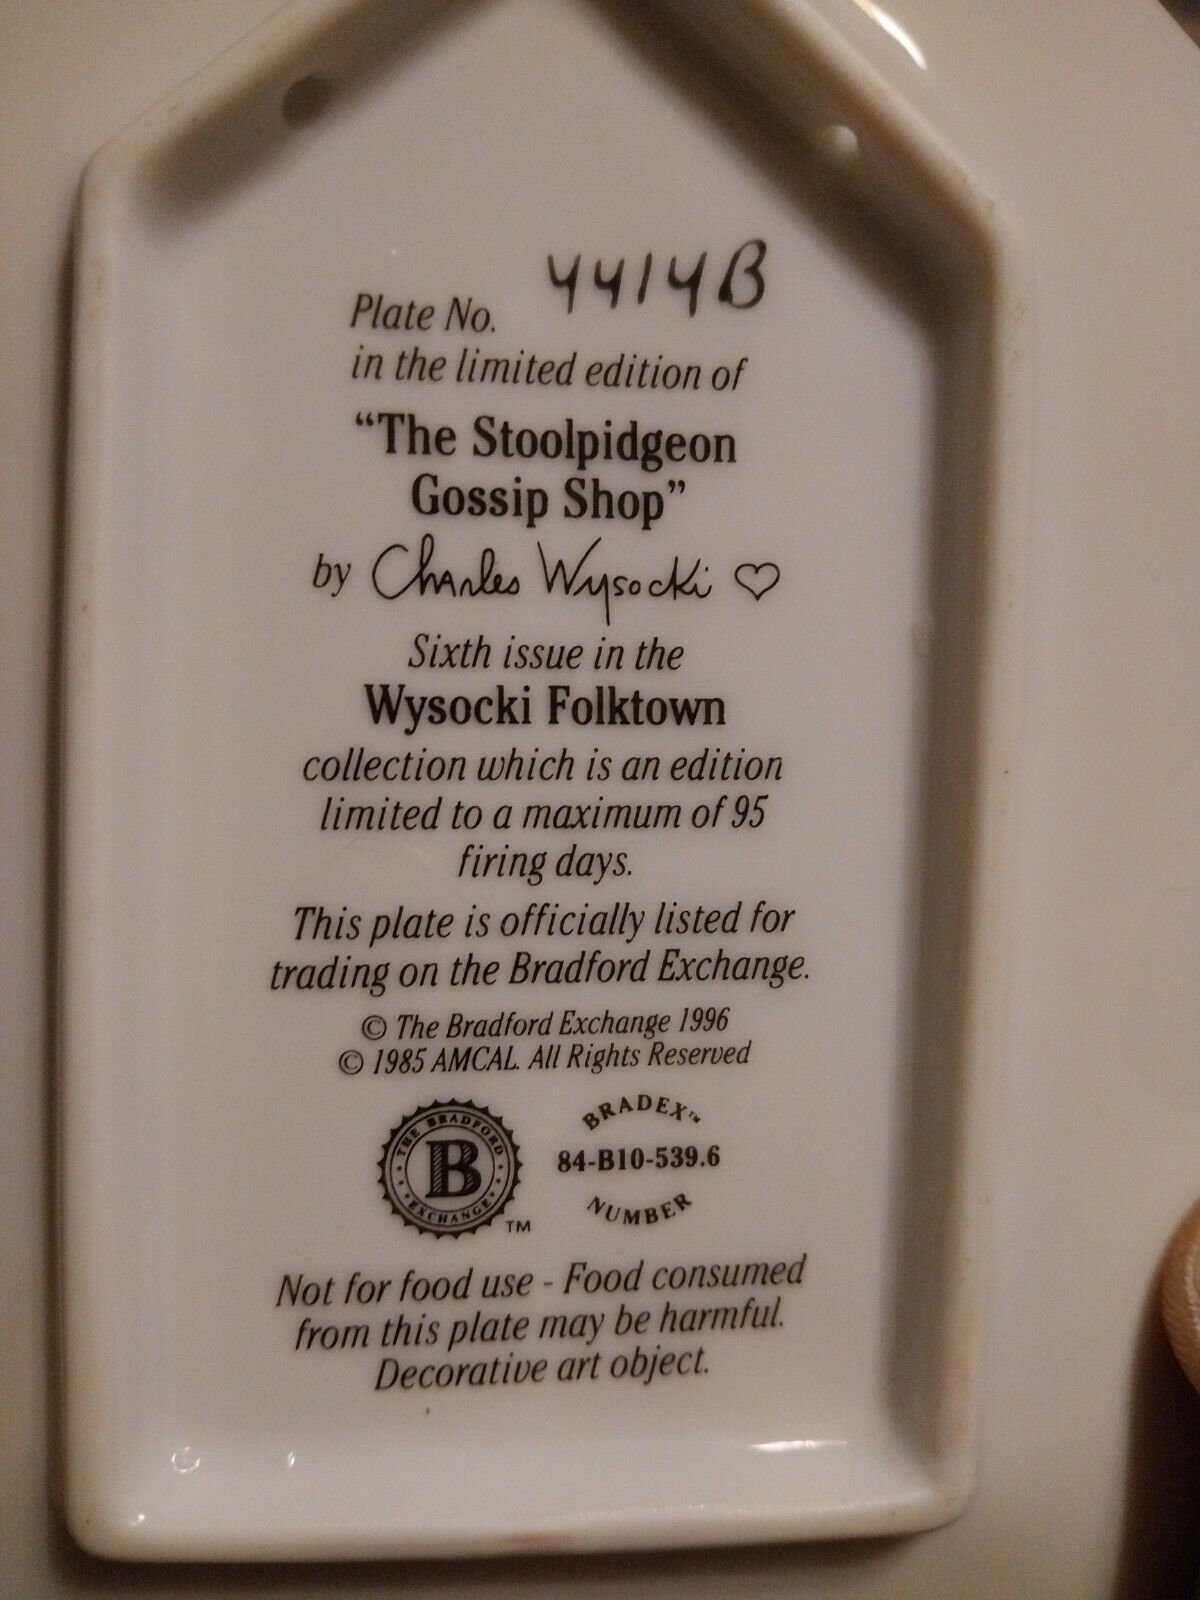 Plate No. 4414B
in the limited edition of
“The Stoolpidgeon
Gossip Shop”
by Charles Wysocki ♡
Sixth issue in the
Wysocki Folktown
collection which is an edition
limited to a maximum of 95
firing days.
This plate is officially listed for
trading on the Bradford Exchange.
© The Bradford Exchange 1996
© 1985 AMCAL. All Rights Reserved
THE BRADFORD
B
EXCHANGE
TM
BRADEX™
84-B10-539.6
NUMBER
Not for food use - Food consumed
from this plate may be harmful.
Decorative art object.